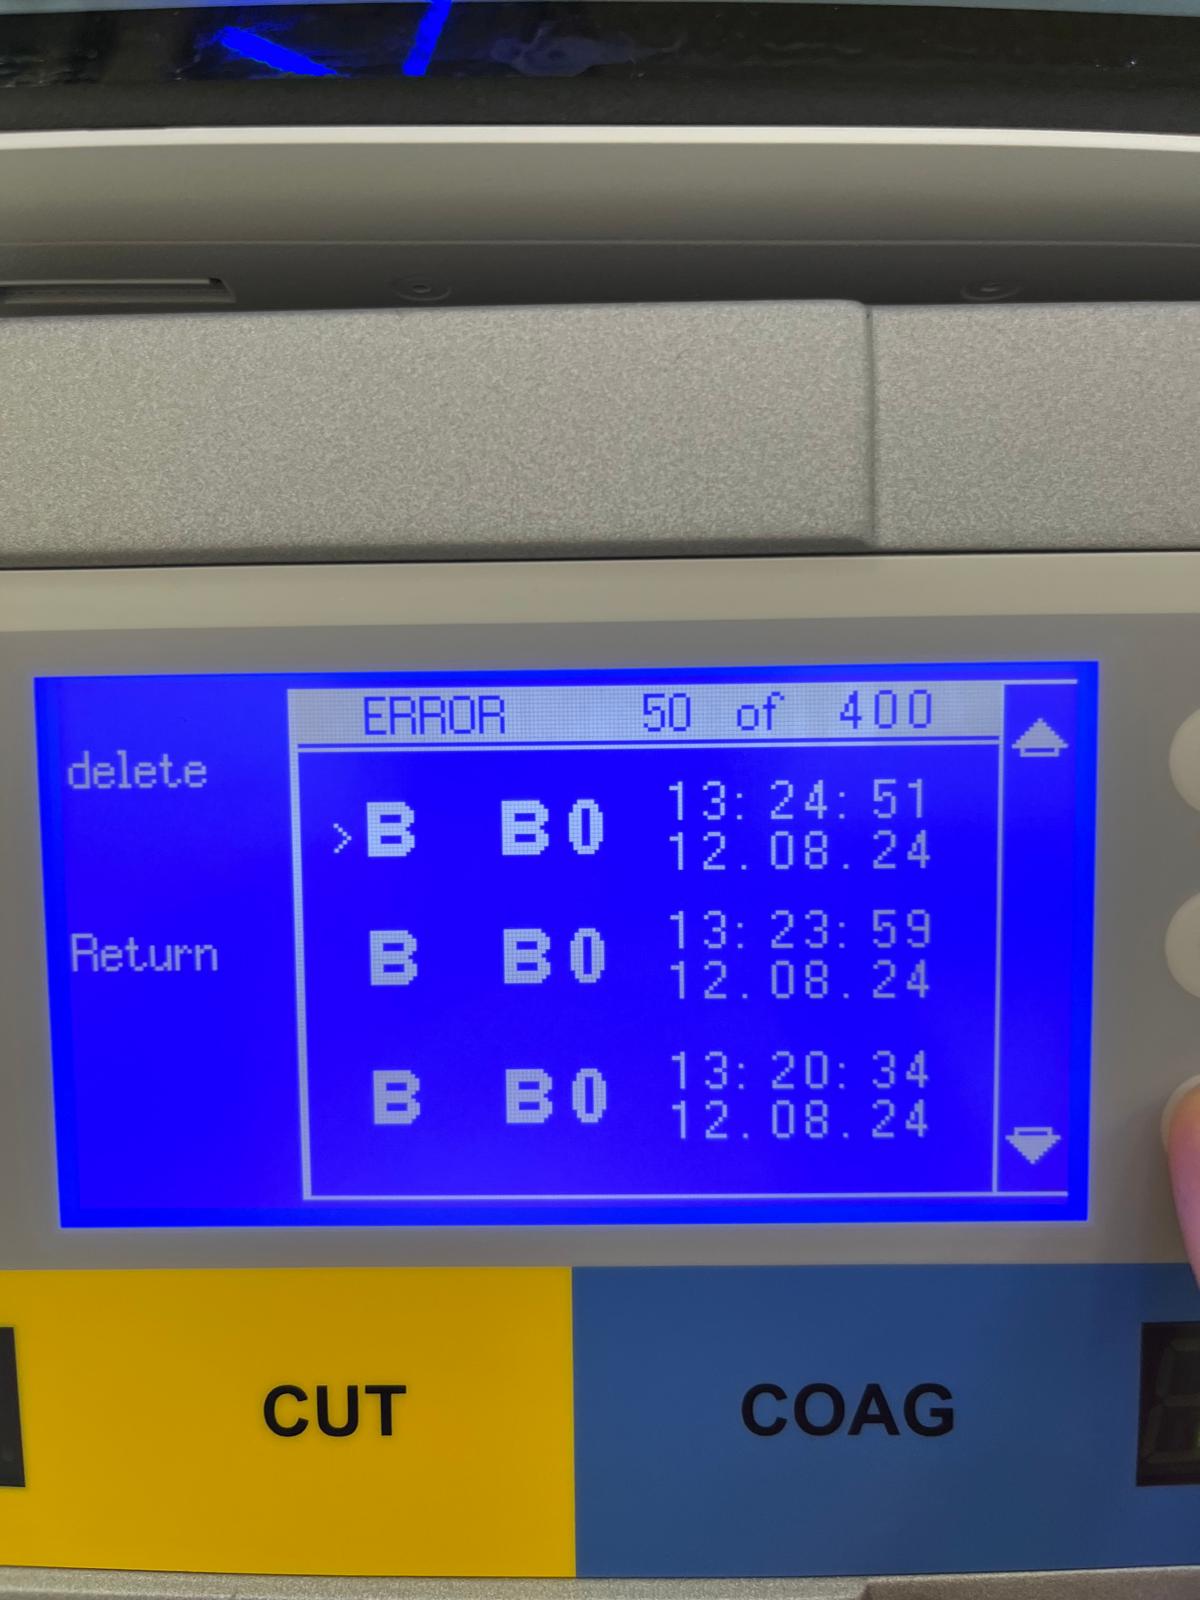 ERROR 50 of 400
delete
>B B0 13:24:51
12.08.24
Return
B B0 13:23:59
12.08.24
B B0 13:20:34
12.08.24
CUT COAG